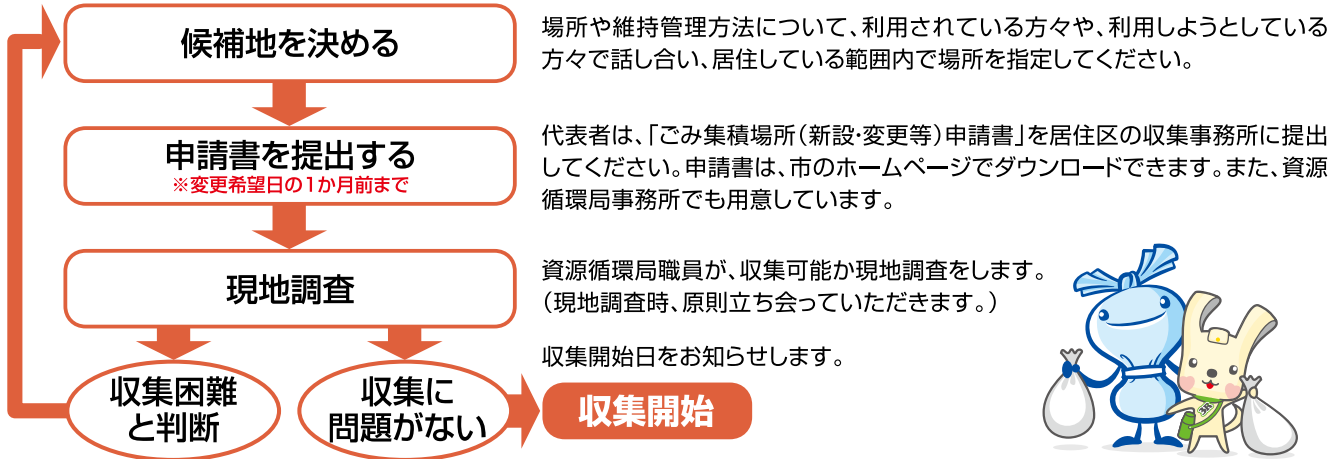 候補地を決める
場所や維持管理方法について、利用されている方々や、利用しようとしている
方々で話し合い、居住している範囲内で場所を指定してください。
申請書を提出する
※変更希望日の1か月前まで
代表者は、「ごみ集積場所（新設・変更等）申請書」を居住区の収集事務所に提出
してください。申請書は、市のホームページでダウンロードできます。また、資源
循環局事務所でも用意しています。
現地調査
資源循環局職員が、収集可能か現地調査をします。
（現地調査時、原則立ち会っていただきます。）
収集困難
と判断
収集に
問題がない
収集開始日をお知らせします。
収集開始
3R